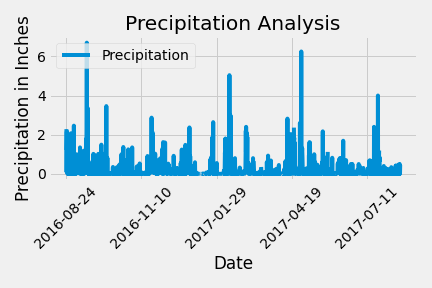 Precipitation Analysis
Precipitation
Precipitation in Inches
6
4
2
0
2016-08-24
2016-11-10
2017-01-29
2017-04-19
2017-07-11
Date